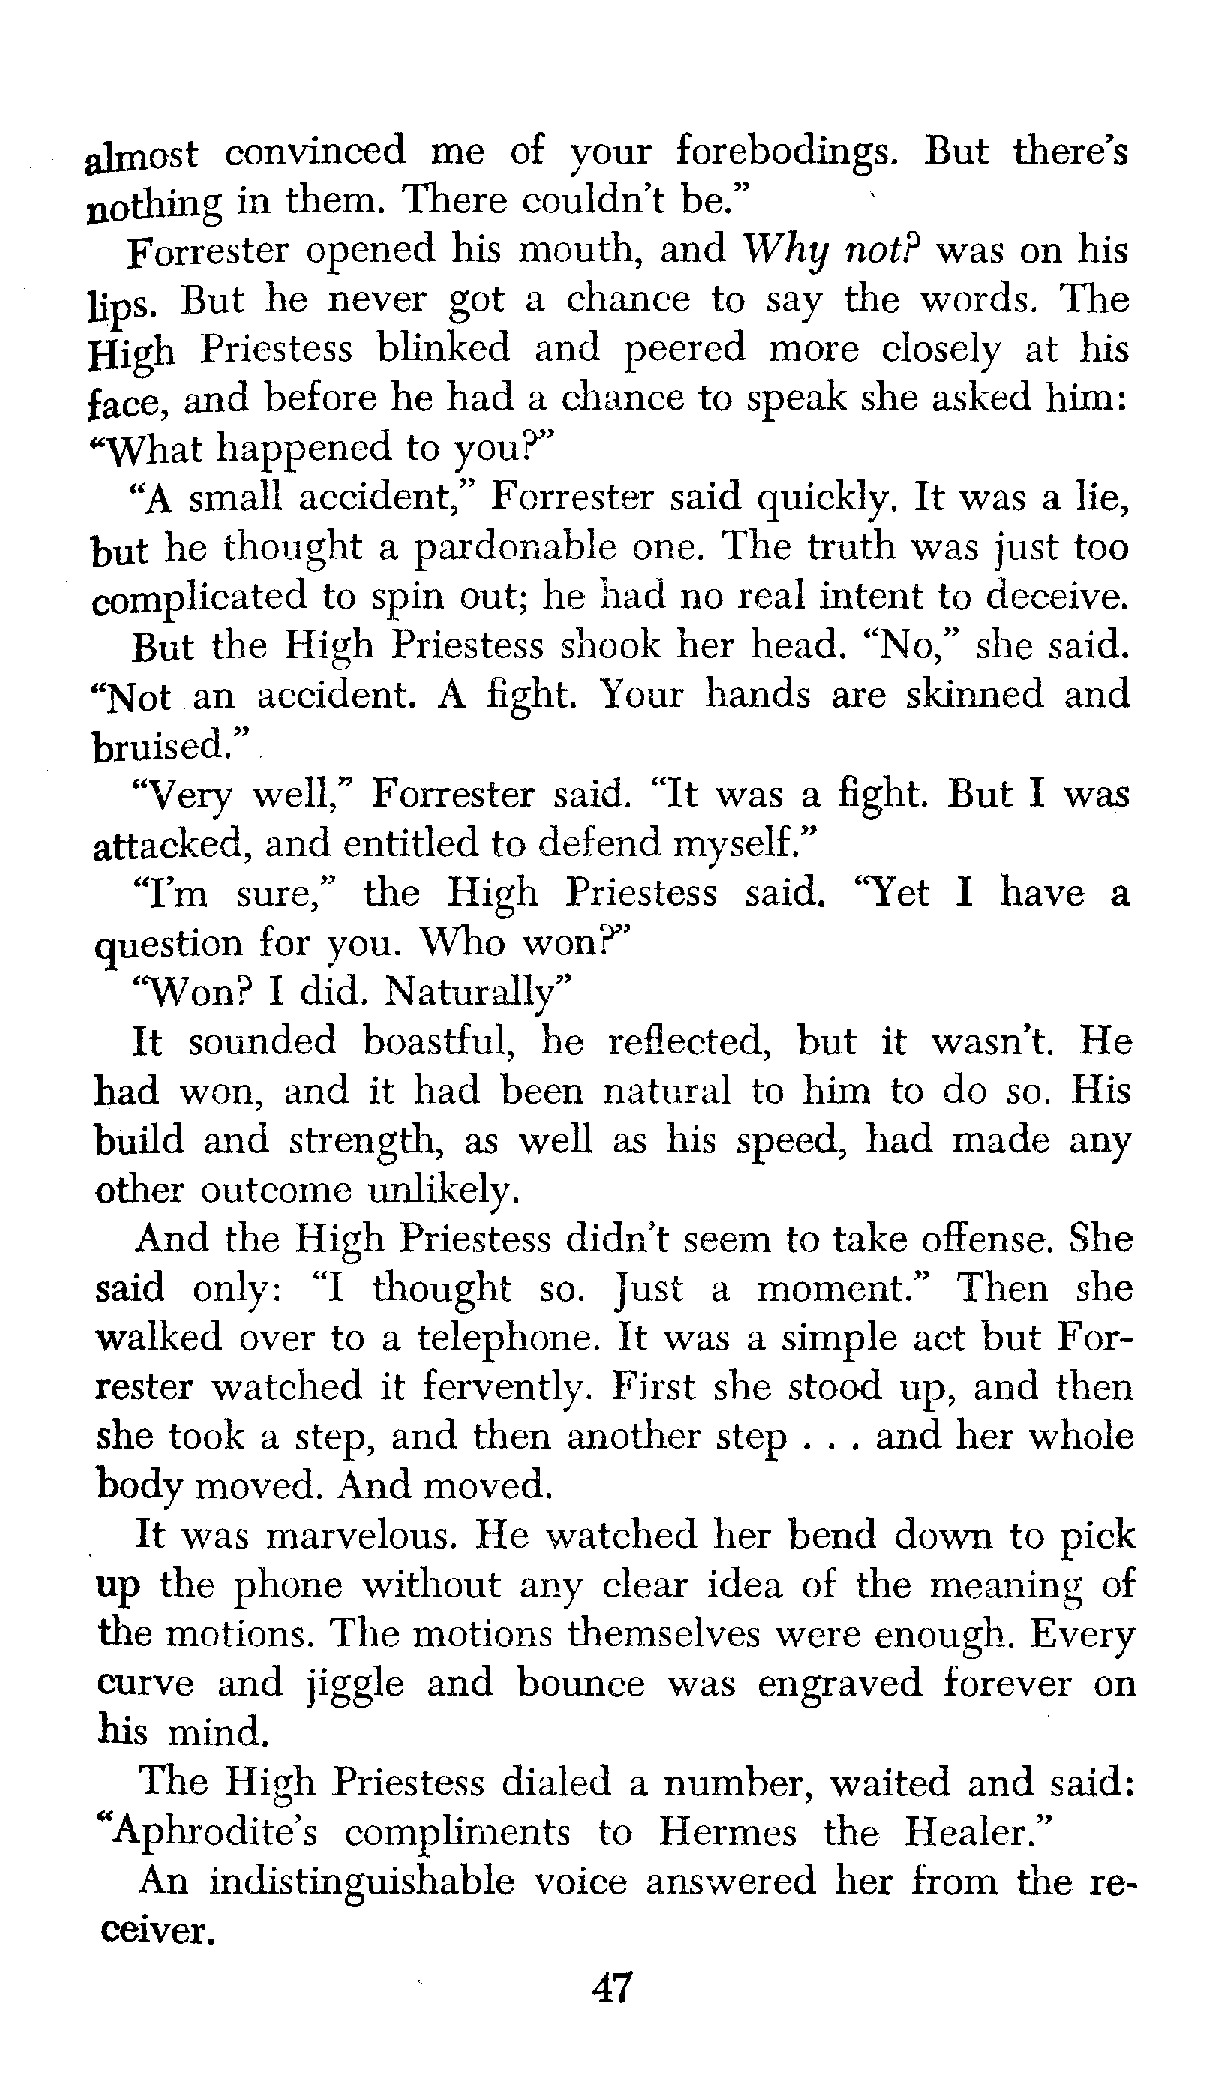 almost convinced me of your forebodings. But there's
nothing in them. There couldn't be.”
Forrester opened his mouth, and Why not? was on his
lips. But he never got a chance to say the words. The
High Priestess blinked and peered more closely at his
face, and before he had a chance to speak she asked him:
“What happened to you?”
“A small accident,” Forrester said quickly. It was a lie,
but he thought a pardonable one. The truth was just too
complicated to spin out; he had no real intent to deceive.
But the High Priestess shook her head. “No,” she said.
“Not an accident. A fight. Your hands are skinned and
bruised.”
“Very well,” Forrester said. “It was a fight. But I was
attacked, and entitled to defend myself.”
“I'm sure,” the High Priestess said. “Yet I have a
question for you. Who won?”
“Won? I did. Naturally”
It sounded boastful, he reflected, but it wasn't. He
had won, and it had been natural to him to do so. His
build and strength, as well as his speed, had made any
other outcome unlikely.
And the High Priestess didn't seem to take offense. She
said only: “I thought so. Just a moment.” Then she
walked over to a telephone. It was a simple act but For-
rester watched it fervently. First she stood up, and then
she took a step, and then another step . . . and her whole
body moved. And moved.
It was marvelous. He watched her bend down to pick
up the phone without any clear idea of the meaning of
the motions. The motions themselves were enough. Every
curve and jiggle and bounce was engraved forever on
his mind.
The High Priestess dialed a number, waited and said:
“Aphrodite's compliments to Hermes the Healer.”
An indistinguishable voice answered her from the re-
ceiver.
47